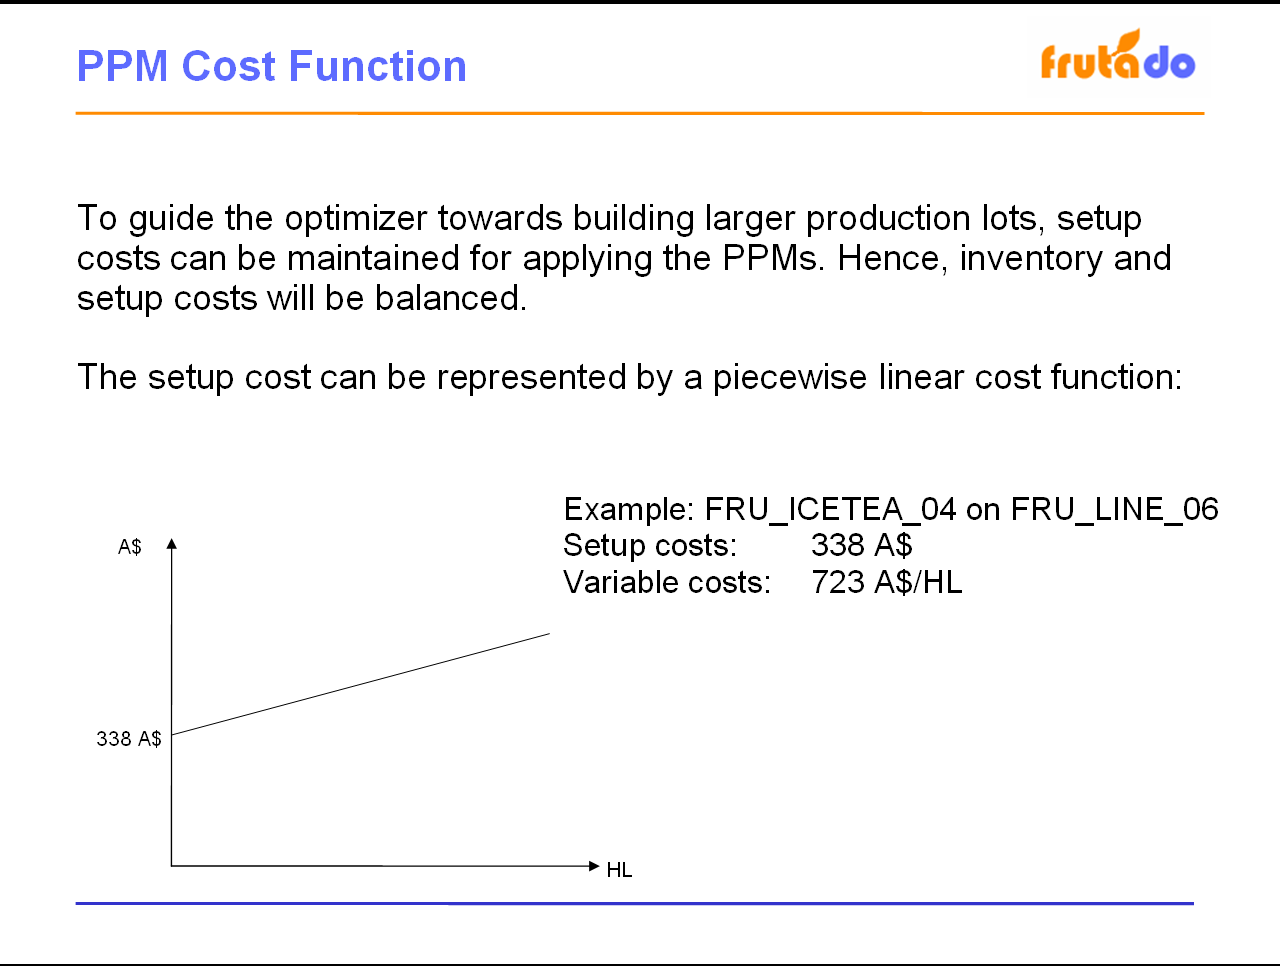 PPM Cost Function
frutado
To guide the optimizer towards building larger production lots, setup
costs can be maintained for applying the PPMs. Hence, inventory and
setup costs will be balanced.
The setup cost can be represented by a piecewise linear cost function:
Example: FRU_ICETEA_04 on FRU_LINE_06
Setup costs: 338 A$
Variable costs: 723 A$/HL
A$
338 A$
HL